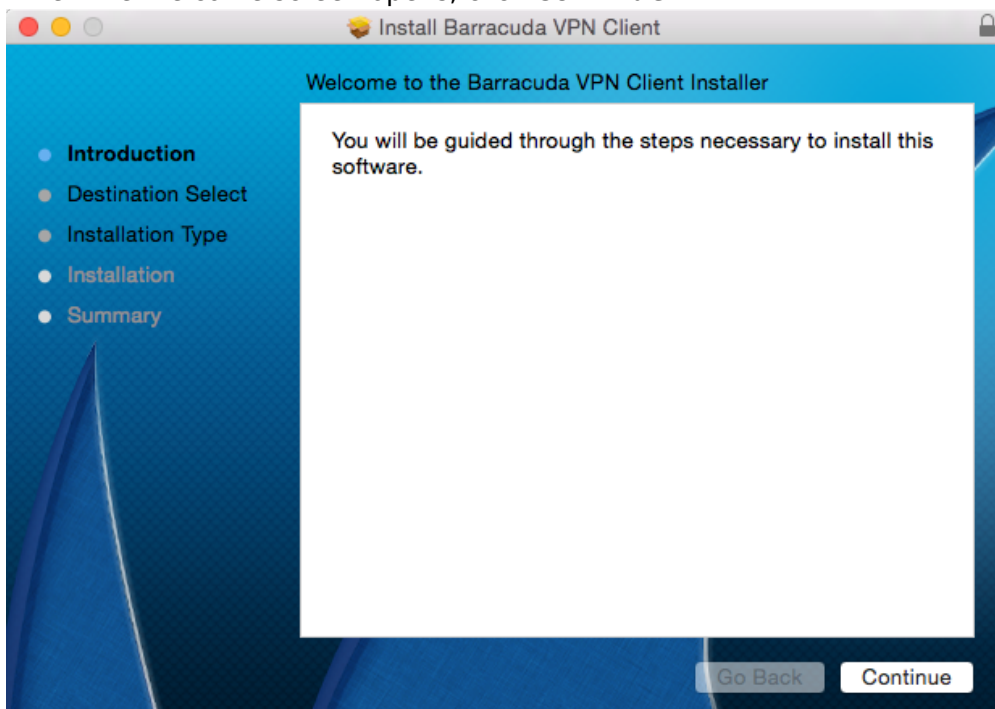 Install Barracuda VPN Client
Welcome to the Barracuda VPN Client Installer
Introduction
Destination Select
Installation Type
Installation
Summary
You will be guided through the steps necessary to install this
software.
Go Back
Continue